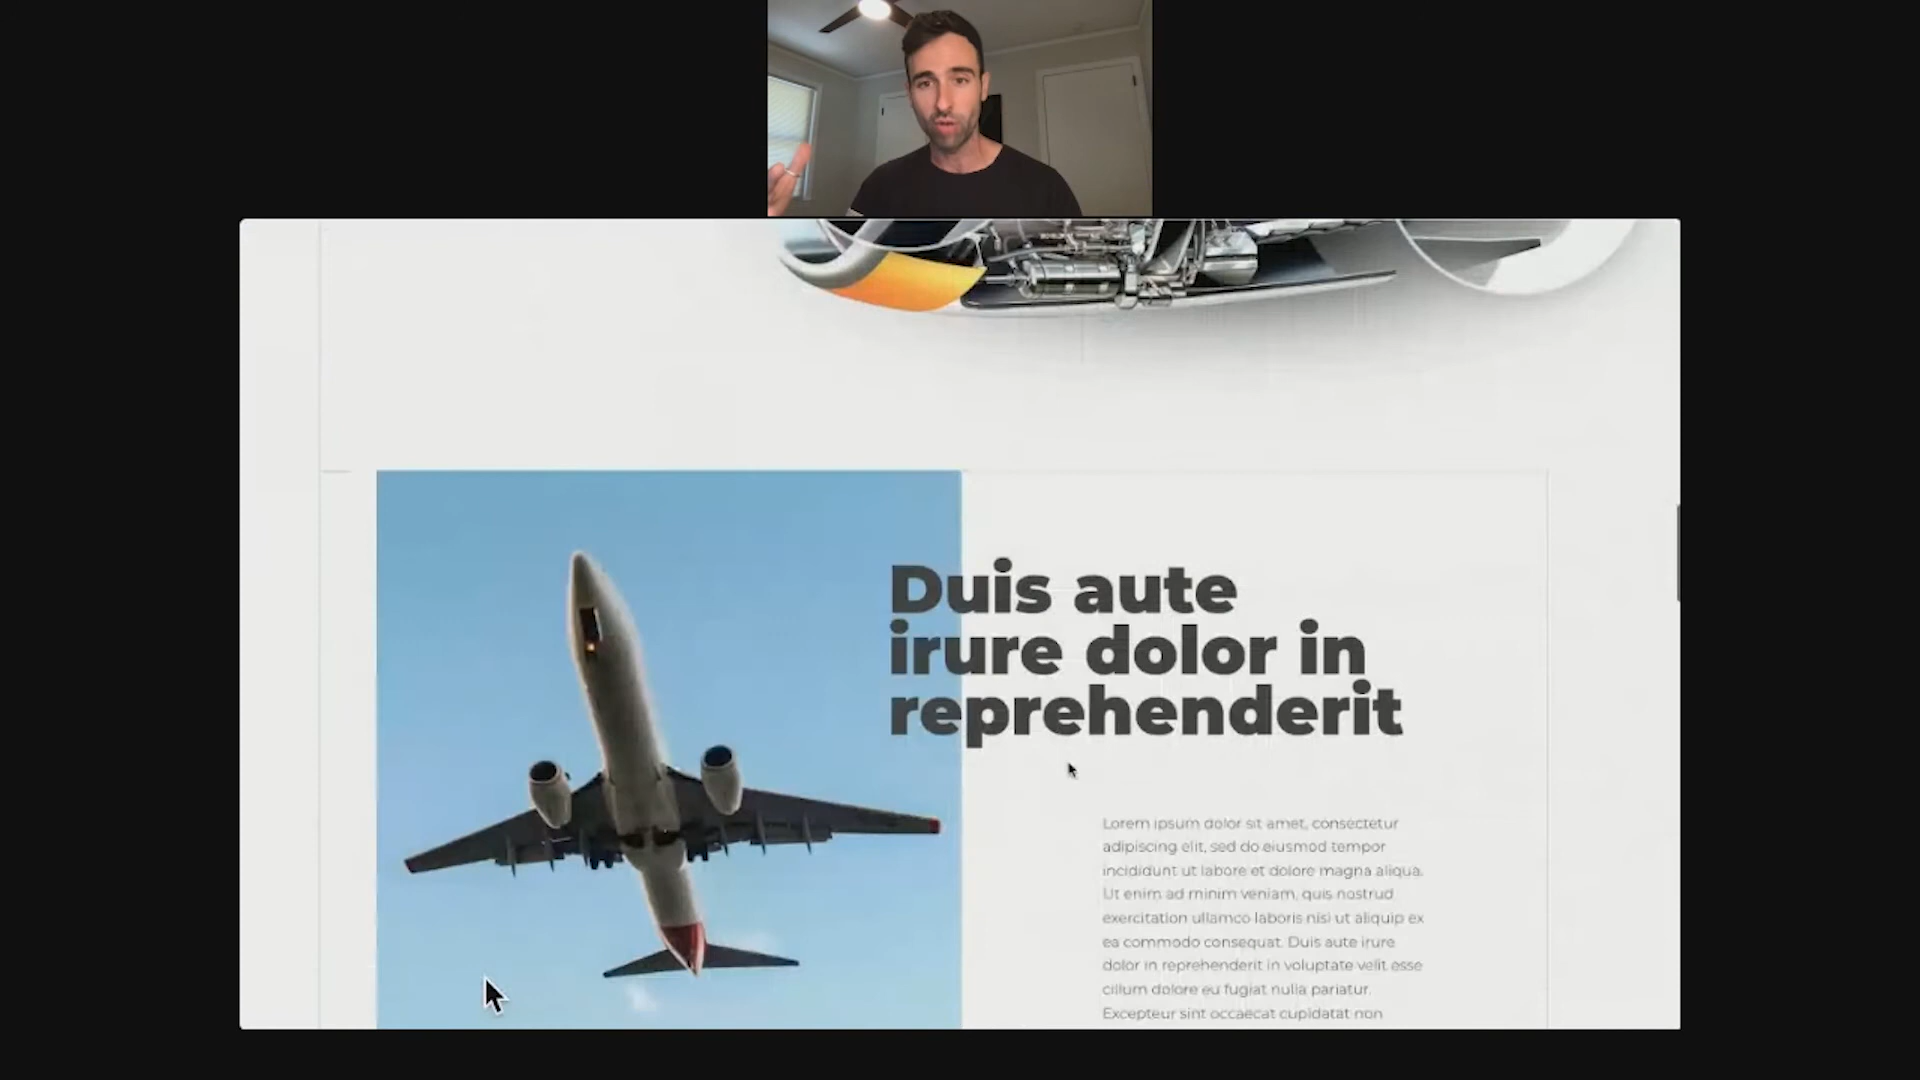 Duis aute
irure dolor in
reprehenderit
Lorem ipsum dolor sit amet, consectetur
adipiscing elit, sed do eiusmod tempor
incididunt ut labore et dolore magna aliqua.
Ut enim ad minim veniam, quis nostrud
exercitation ullamco laboris nisi ut aliquip ex
ea commodo consequat. Duis aute irure
dolor in reprehenderit in voluptate velit esse
cillum dolore eu fugiat nulla pariatur.
Excepteur sint occaecat cupidatat non